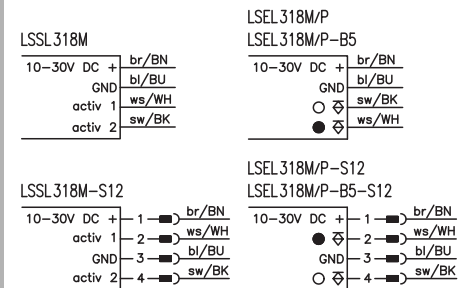 LSSL318M
10-30V DC + br/BN
GND bl/BU
activ 1 ws/WH
activ 2 sw/BK
LSEL318M/P
LSEL318M/P-B5
10-30V DC + br/BN
GND bl/BU
sw/BK
ws/WH
LSSL318M-S12
10-30V DC + 1 br/BN
activ 1 2 ws/WH
GND 3 bl/BU
activ 2 4 sw/BK
LSEL318M/P-S12
LSEL318M/P-B5-S12
10-30V DC + 1 br/BN
2 ws/WH
GND 3 bl/BU
4 sw/BK